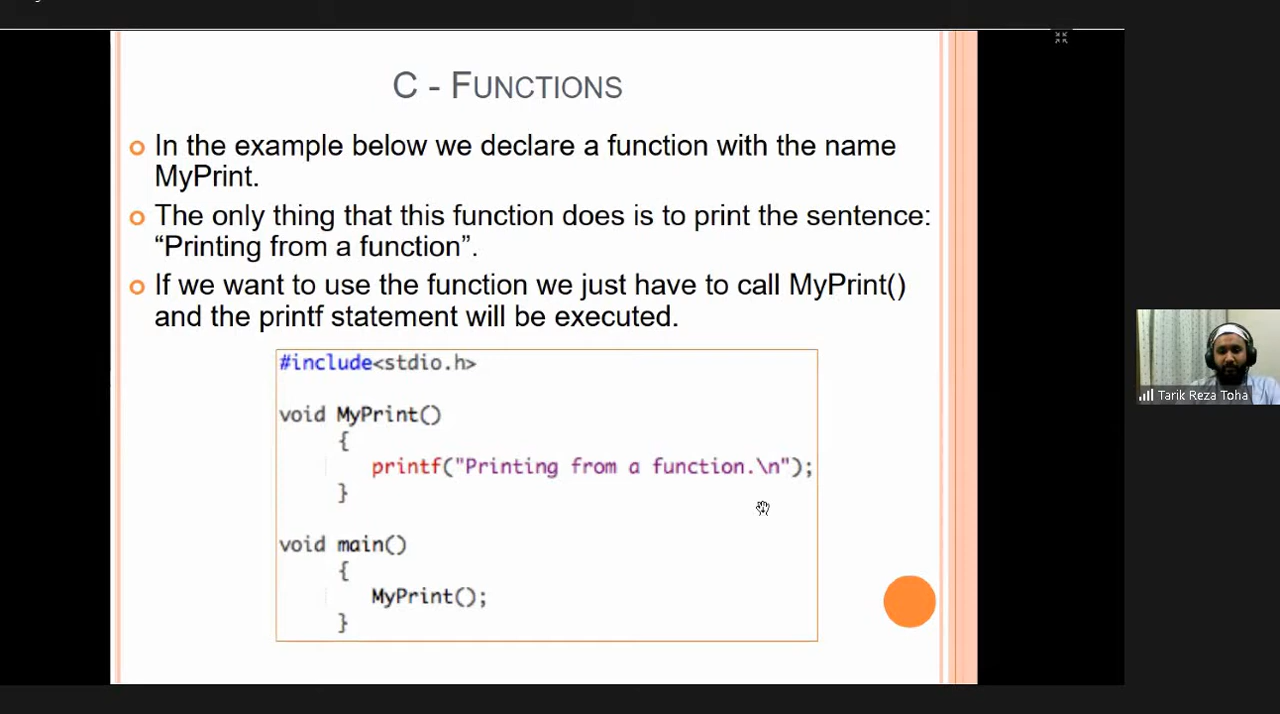 C - FUNCTIONS
In the example below we declare a function with the name
MyPrint.
The only thing that this function does is to print the sentence:
“Printing from a function”.
If we want to use the function we just have to call MyPrint()
and the printf statement will be executed.
#include<stdio.h>
void MyPrint()
{
printf("Printing from a function.\n");
}
void main()
{
MyPrint();
}
Tarik Reza Toha